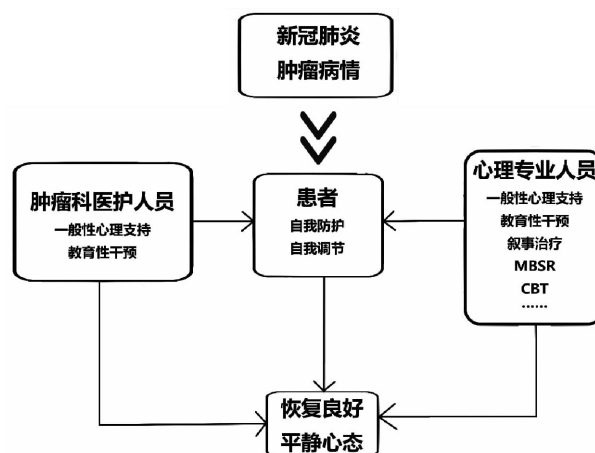 新冠肺炎
肿瘤病情
肿瘤科医护人员
一般性心理支持
教育性干预
患者
自我防护
自我调节
心理专业人员
一般性心理支持
教育性干预
叙事治疗
MBSR
CBT
······
恢复良好
平静心态